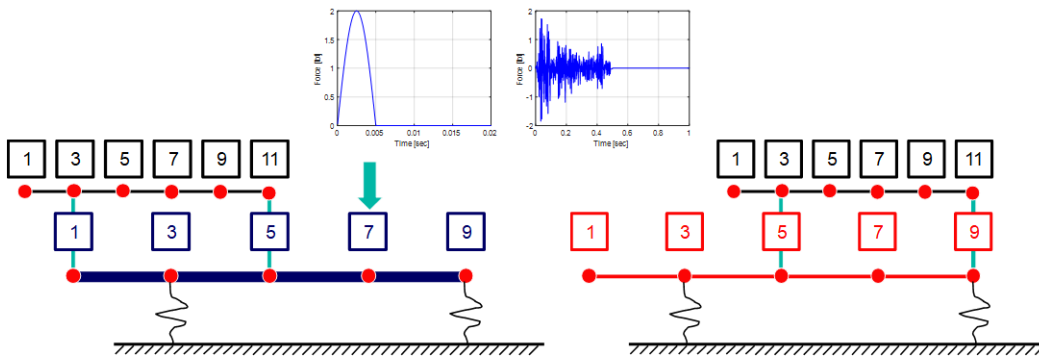 2
1.5
1
0.5
0
0 0.005 0.01 0.015 0.02
Force [lbf]
Time [sec]
2
1
0
-1
-2
0 0.2 0.4 0.6 0.8 1
Force [lbf]
Time [sec]
1 3 5 7 9 11
1 3 5 7 9
1 3 5 7 9 11
1 3 5 7 9